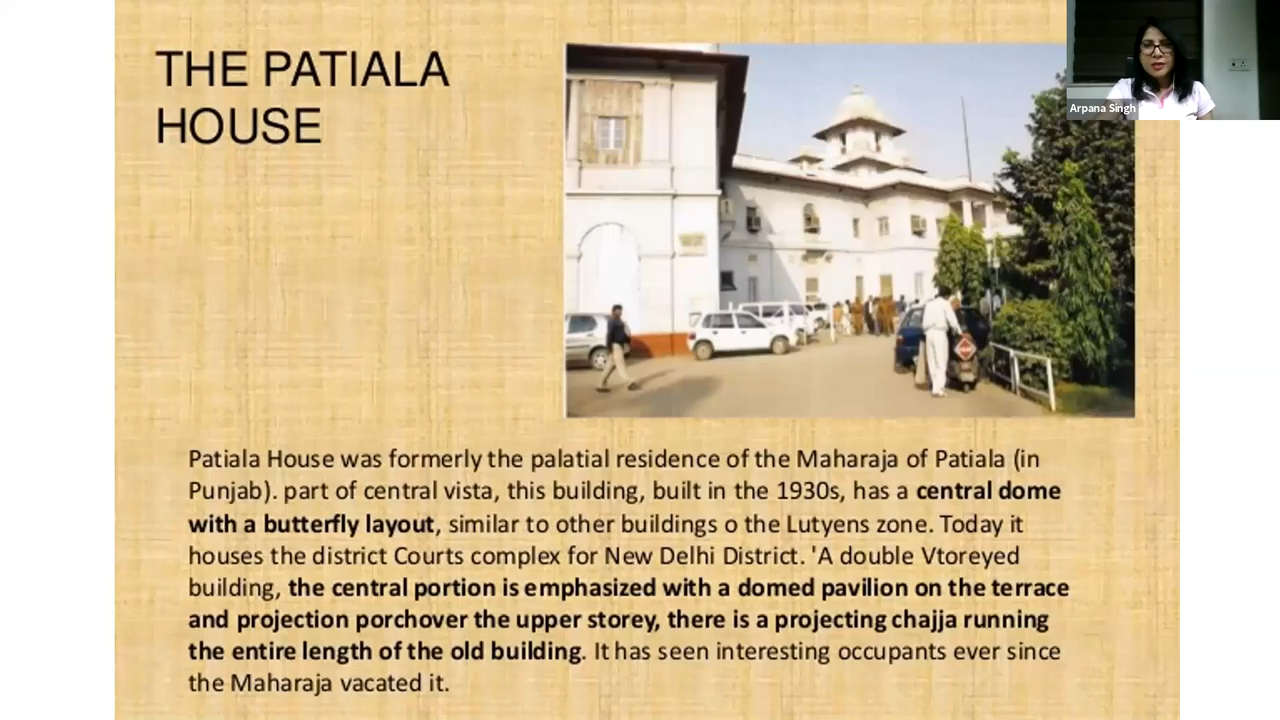 THE PATIALA
HOUSE
Arpana Singh
Patiala House was formerly the palatial residence of the Maharaja of Patiala (in
Punjab). part of central vista, this building, built in the 1930s, has a central dome
with a butterfly layout, similar to other buildings o the Lutyens zone. Today it
houses the district Courts complex for New Delhi District. 'A double Vtoreyed
building, the central portion is emphasized with a domed pavilion on the terrace
and projection porchover the upper storey, there is a projecting chajja running
the entire length of the old building. It has seen interesting occupants ever since
the Maharaja vacated it.